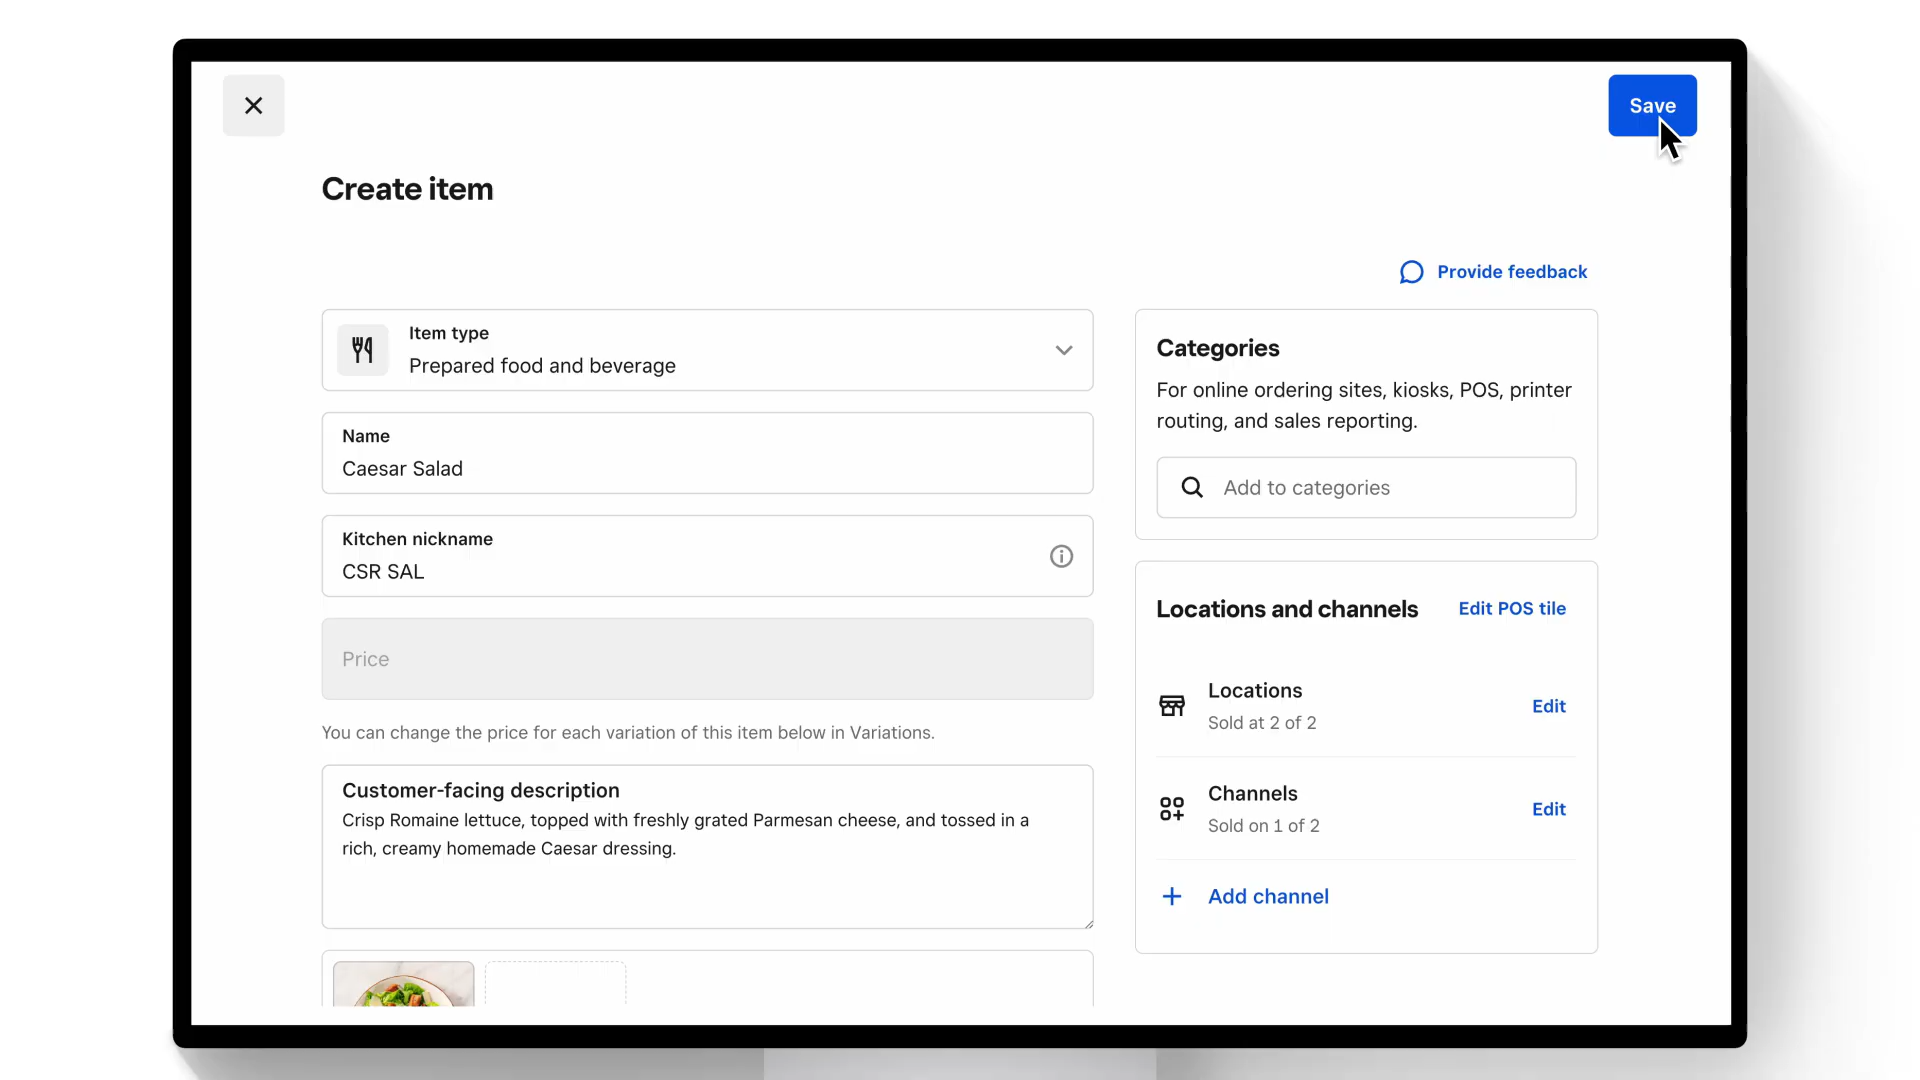 Save
Create item
Provide feedback
Item type
Prepared food and beverage
Name
Caesar Salad
Kitchen nickname
CSR SAL
Price
You can change the price for each variation of this item below in Variations.
Customer-facing description
Crisp Romaine lettuce, topped with freshly grated Parmesan cheese, and tossed in a
rich, creamy homemade Caesar dressing.
Categories
For online ordering sites, kiosks, POS, printer
routing, and sales reporting.
Add to categories
Locations and channels
Edit POS tile
Locations
Sold at 2 of 2
Edit
Channels
Sold on 1 of 2
Edit
Add channel